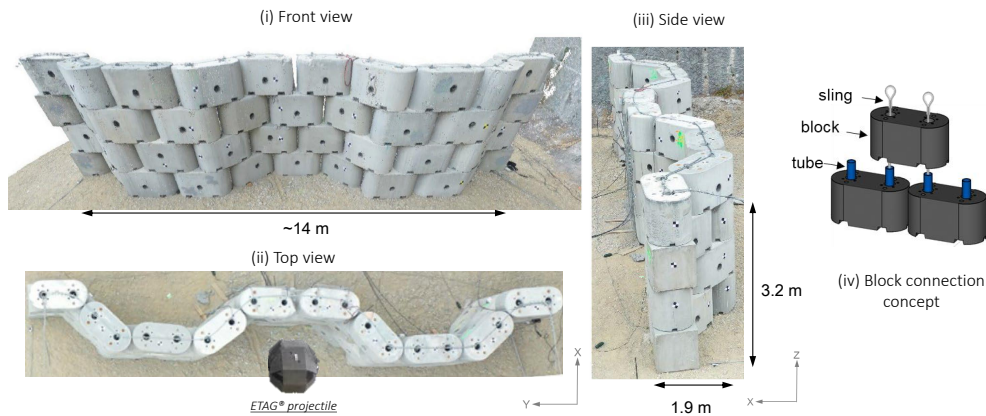 (i) Front view
~14 m
(ii) Top view
ETAG® projectile
X
Y
(iii) Side view
3.2 m
1.9 m
Z
X
sling
block
tube
(iv) Block connection
concept